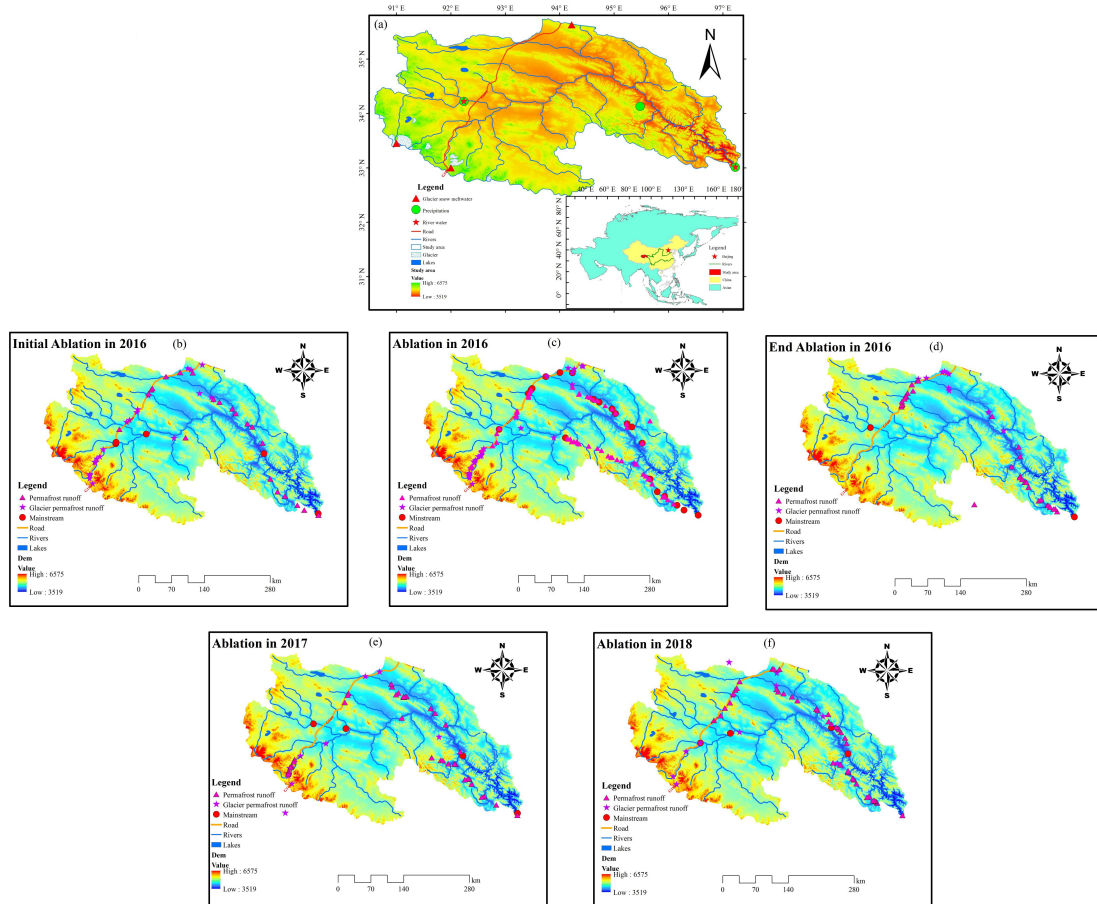 91° E 92° E 93° E 94° E 95° E 96° E 97° E
(a)
N
35° N
34° N
33° N
32° N
31° N
Legend
Glacier snow meltwater
Precipitation
River water
Road
Rivers
Study area
Glacier
Lakes
Study area
Value
High : 6575
Low : 3519
40° E 60° E 80° E 100° E 120° E 140° E 160° E 180° E
80° N
70° N
60° N
50° N
40° N
30° N
20° N
10° N
0°
Legend
Beijing
Rivers
Study area
China
Asian
Initial Ablation in 2016 (b)
N
W E
S
Legend
Permafrost runoff
Glacier permafrost runoff
Mainstream
Road
Rivers
Lakes
Dem
Value
High : 6575
Low : 3519
km
0 70 140 280
Ablation in 2016 (c)
N
W E
S
Legend
Permafrost runoff
Glacier permafrost runoff
Minstream
Road
Rivers
Lakes
Dem
Value
High : 6575
Low : 3519
km
0 70 140 280
End Ablation in 2016 (d)
N
W E
S
Legend
Permafrost runoff
Glacier permafrost runoff
Mainstream
Road
Rivers
Lakes
Dem
Value
High : 6575
Low : 3519
km
0 70 140 280
Ablation in 2017 (e)
N
W E
S
Legend
Permafrost runoff
Glacier permafrost runoff
Mainstream
Road
Rivers
Lakes
Dem
Value
High : 6575
Low : 3519
km
0 70 140 280
Ablation in 2018 (f)
N
W E
S
Legend
Permafrost runoff
Glacier permafrost runoff
Mainstream
Road
Rivers
Lakes
Dem
Value
High : 6575
Low : 3519
km
0 70 140 280